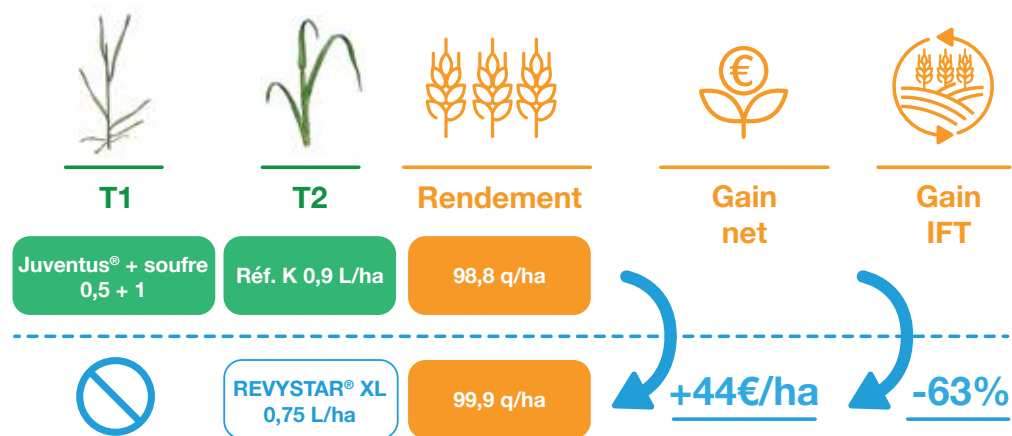 €
T1
T2
Rendement
Gain
net
Gain
IFT
Juventus® + soufre
0,5 + 1
Réf. K 0,9 L/ha
98,8 q/ha
REVYSTAR® XL
0,75 L/ha
99,9 q/ha
+44€/ha
-63%